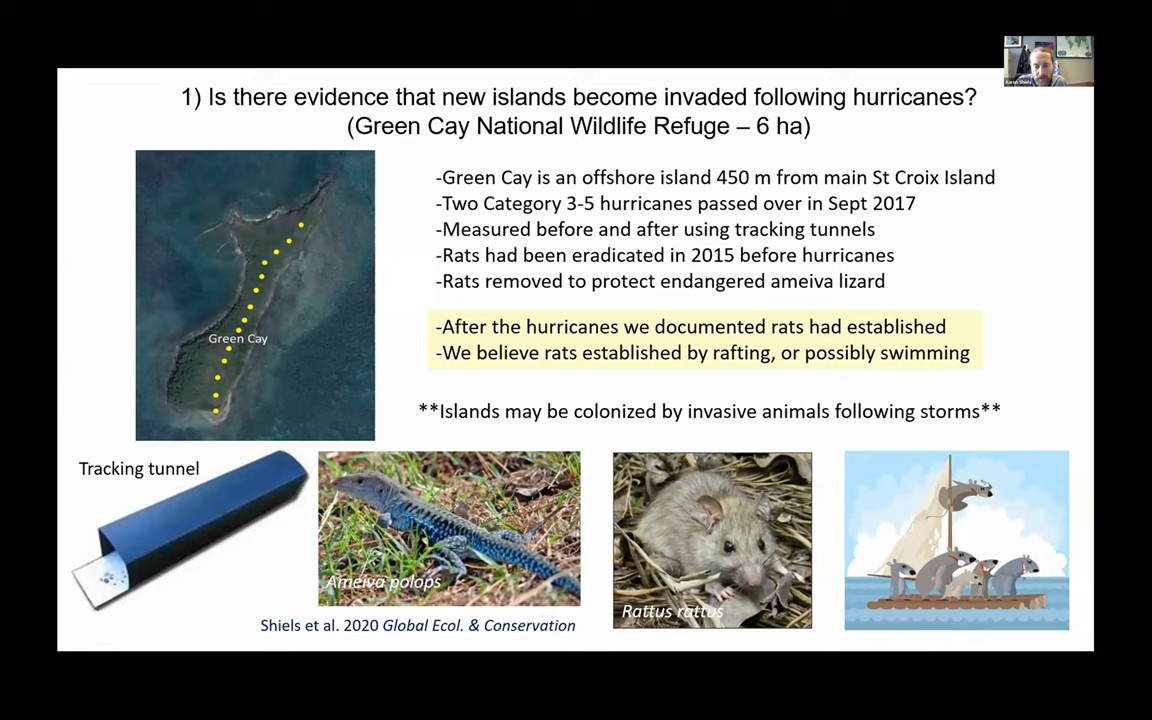 1) Is there evidence that new islands become invaded following hurricanes?
(Green Cay National Wildlife Refuge – 6 ha)
-Green Cay is an offshore island 450 m from main St Croix Island
-Two Category 3-5 hurricanes passed over in Sept 2017
-Measured before and after using tracking tunnels
-Rats had been eradicated in 2015 before hurricanes
-Rats removed to protect endangered ameiva lizard
Green Cay
-After the hurricanes we documented rats had established
-We believe rats established by rafting, or possibly swimming
**Islands may be colonized by invasive animals following storms**
Tracking tunnel
Ameiva polops
Rattus rattus
Shiels et al. 2020 Global Ecol. & Conservation